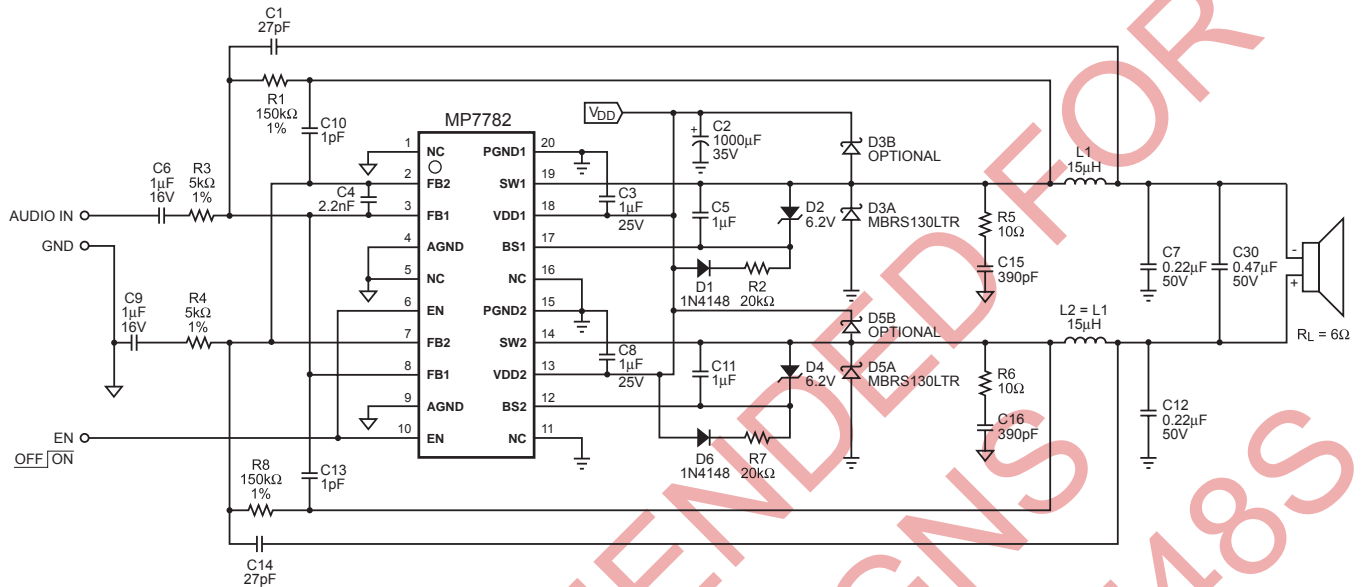 C1
27pF
R1
150kΩ
1%
C10
1pF
C6
1µF
16V
R3
5kΩ
1%
C4
2.2nF
AUDIO IN
GND
C9
1µF
16V
R4
5kΩ
1%
EN
OFF ON
R8
150kΩ
1%
C13
1pF
C14
27pF
MP7782
1 NC PGND1 20
2 FB2 SW1 19
3 FB1 VDD1 18
4 AGND BS1 17
5 NC NC 16
6 EN PGND2 15
7 FB2 SW2 14
8 FB1 VDD2 13
9 AGND BS2 12
10 EN NC 11
VDD
+
C2
1000µF
35V
D3B
OPTIONAL
C3
1µF
25V
C5
1µF
D2
6.2V
D3A
MBRS130LTR
D1
1N4148
R2
20kΩ
D5B
OPTIONAL
C8
1µF
25V
C11
1µF
D4
6.2V
D5A
MBRS130LTR
D6
1N4148
R7
20kΩ
R5
10Ω
C15
390pF
R6
10Ω
C16
390pF
L1
15µH
L2 = L1
15µH
C7
0.22µF
50V
C30
0.47µF
50V
C12
0.22µF
50V
-
+
RL = 6Ω
ENDED FOR
GNS
48S